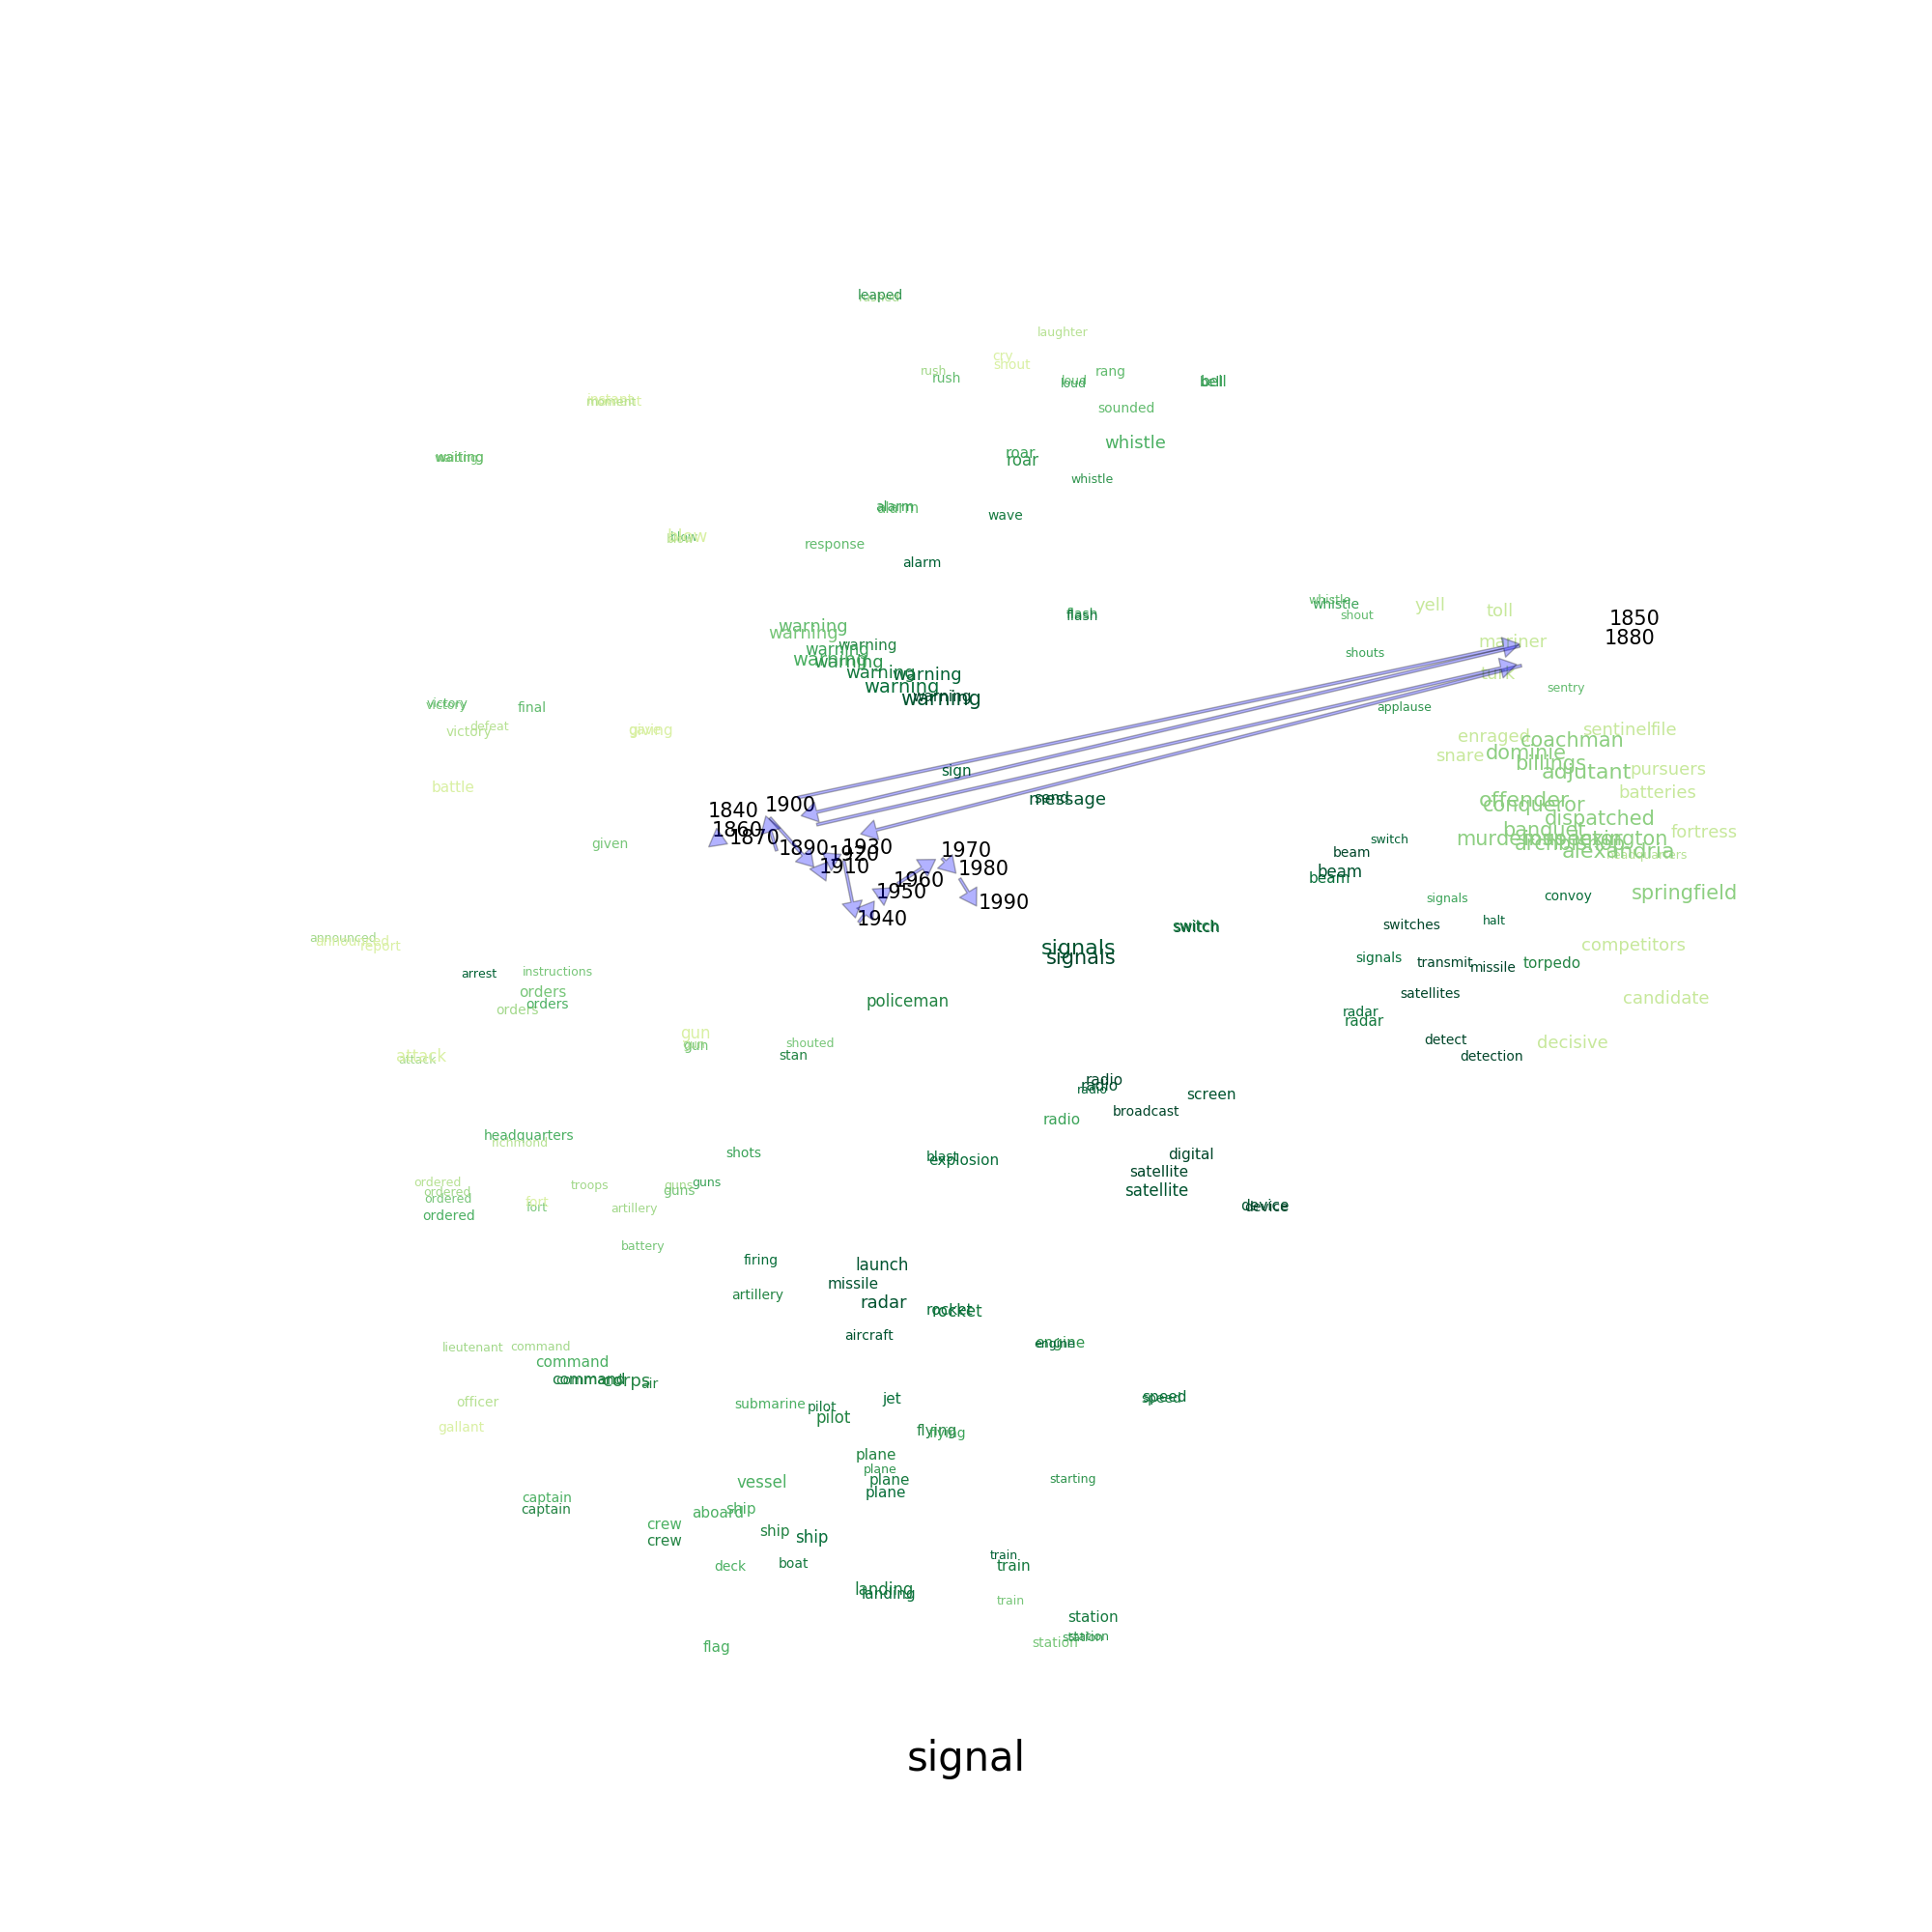 leaped
laughter
cry
shout
rush
rush
loud
loud
rang
bell
moment
sounded
whistle
waiting
roar
roar
whistle
alarm
alarm
wave
blow
response
alarm
whistle
whistle
yell
toll
flash
flash
shout
1850
warning
warning
1880
mariner
warning
warning
shouts
warning
warning
turk
warning
warning
warning
sentry
warning
warning
victory
victory
final
applause
defeat
victory
giving
enraged
sentinel
file
coachman
dominie
snare
billings
sign
adjutant
pursuers
battle
batteries
send
message
offender
conqueror
1900
1840
dispatched
1860
1870
banquet
fortress
given
switch
1890
1930
1920
1970
beam
archbishop
alexandria
headquarters
1910
1980
beam
beam
1960
1950
springfield
signals
convoy
1990
1940
halt
switch
switches
announced
announced
report
signals
signals
competitors
signals
transmit
missile
torpedo
arrest
instructions
orders
satellites
orders
orders
policeman
candidate
radar
radar
gun
gun
shouted
stan
detect
decisive
attack
attack
detection
radio
radio
radio
screen
broadcast
radio
headquarters
richmond
shots
blast
explosion
digital
satellite
ordered
ordered
ordered
troops
guns
guns
guns
satellite
fort
fort
artillery
device
device
ordered
battery
firing
launch
missile
artillery
radar
rocket
rocket
aircraft
engine
engine
lieutenant
command
command
command
corps
air
officer
submarine
pilot
jet
speed
speed
pilot
gallant
flying
flying
plane
plane
plane
plane
starting
vessel
captain
captain
aboard
ship
crew
crew
ship
ship
train
train
deck
boat
landing
landing
train
station
station
station
station
flag
signal